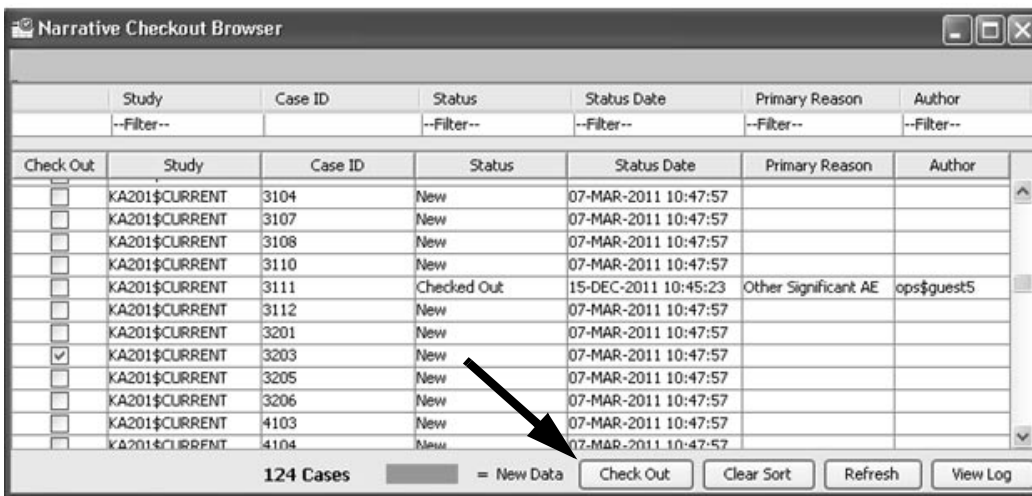 Narrative Checkout Browser
Study Case ID Status Status Date Primary Reason Author
--Filter-- --Filter-- --Filter-- --Filter-- --Filter--
Check Out Study Case ID Status Status Date Primary Reason Author
KA201$CURRENT 3104 New 07-MAR-2011 10:47:57
KA201$CURRENT 3107 New 07-MAR-2011 10:47:57
KA201$CURRENT 3108 New 07-MAR-2011 10:47:57
KA201$CURRENT 3110 New 07-MAR-2011 10:47:57
KA201$CURRENT 3111 Checked Out 15-DEC-2011 10:45:23 Other Significant AE ops$guest5
KA201$CURRENT 3112 New 07-MAR-2011 10:47:57
KA201$CURRENT 3201 New 07-MAR-2011 10:47:57
KA201$CURRENT 3203 New 07-MAR-2011 10:47:57
KA201$CURRENT 3205 New 07-MAR-2011 10:47:57
KA201$CURRENT 3206 New 07-MAR-2011 10:47:57
KA201$CURRENT 4103 New 07-MAR-2011 10:47:57
KA201$CURRENT 4104 New 07-MAR-2011 10:47:57
124 Cases = New Data Check Out Clear Sort Refresh View Log